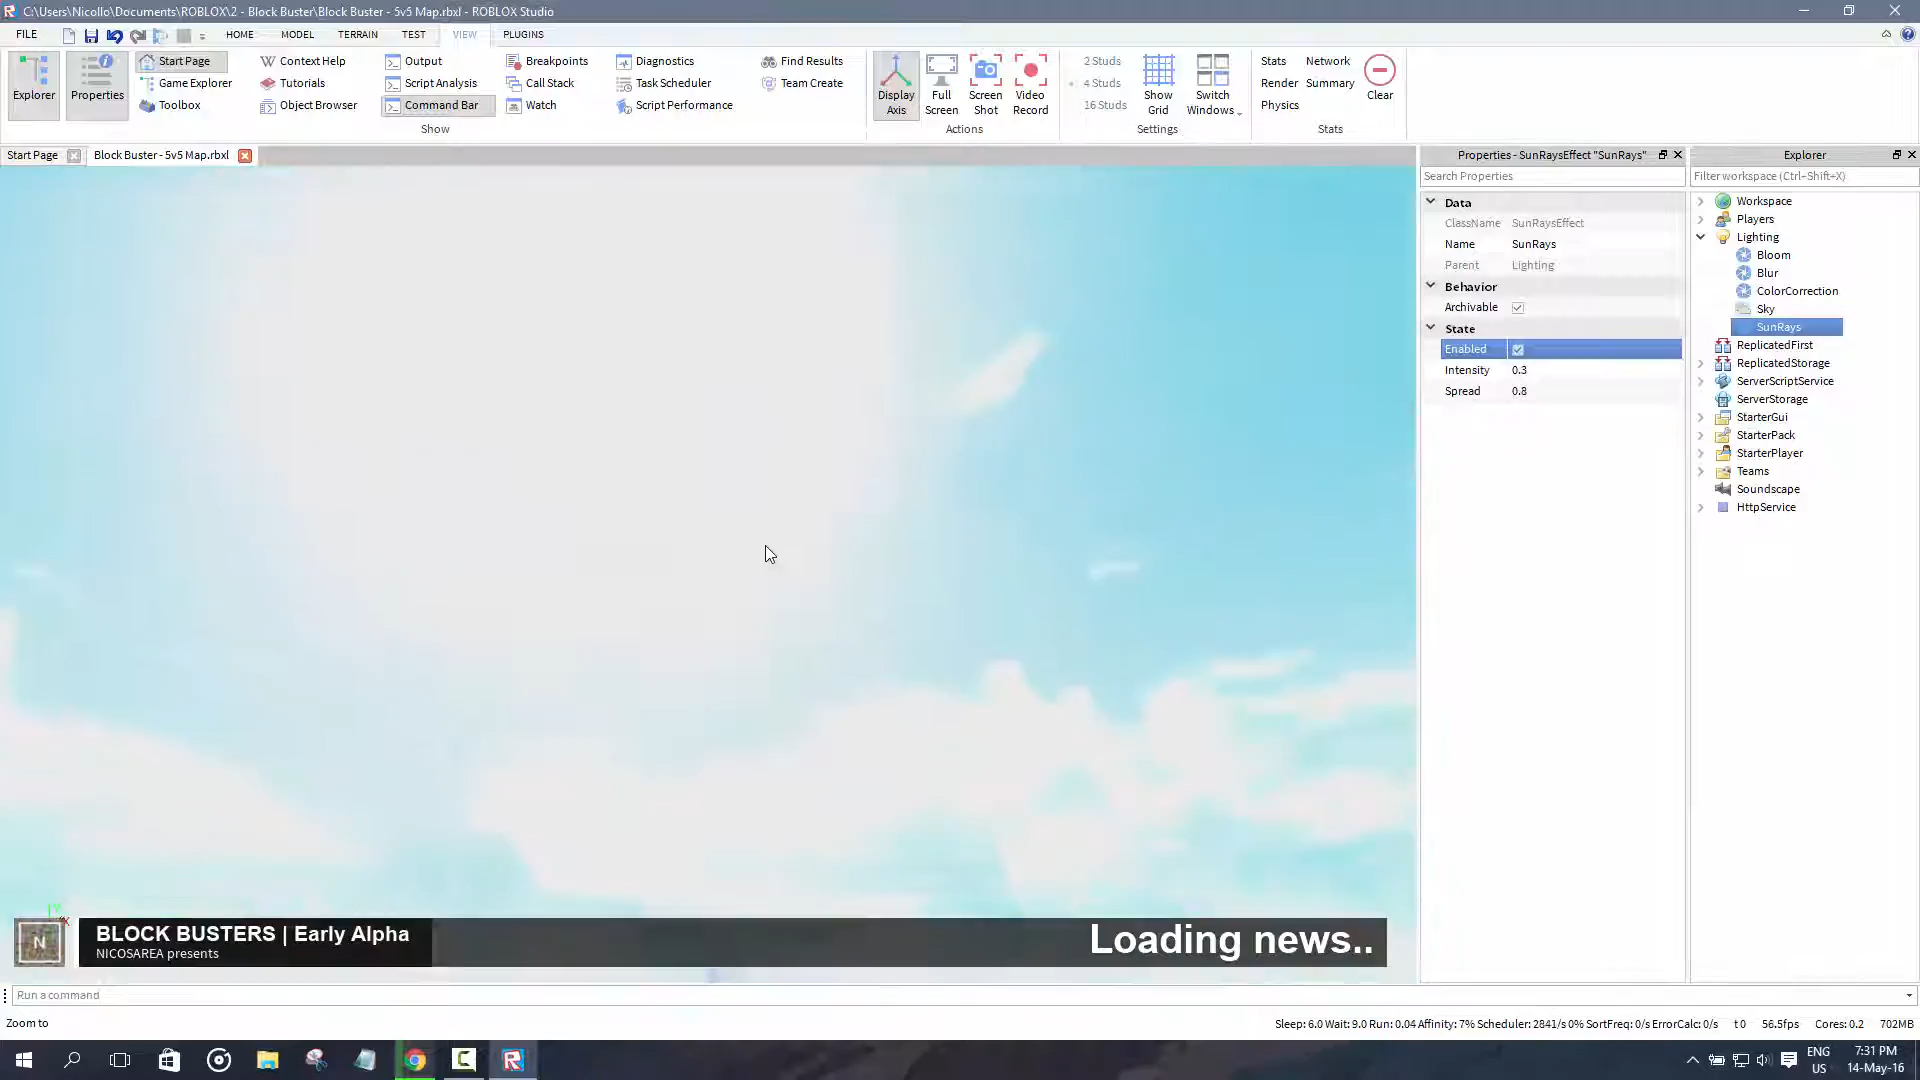 C:\Users\Nicollo\Documents\ROBLOX\2 - Block Buster\Block Buster - 5v5 Map.rbxl - ROBLOX Studio
FILE HOME MODEL TERRAIN TEST VIEW PLUGINS
Explorer
Properties
Start Page
Game Explorer
Toolbox
Context Help
Tutorials
Object Browser
Output
Script Analysis
Command Bar
Breakpoints
Call Stack
Watch
Diagnostics
Task Scheduler
Script Performance
Find Results
Team Create
Show
Display Axis
Full Screen
Screen Shot
Video Record
Actions
2 Studs
4 Studs
16 Studs
Show Grid
Switch Windows
Settings
Stats
Render
Physics
Network
Summary
Clear
Stats
Start Page
Block Buster - 5v5 Map.rbxl
Properties - SunRaysEffect "SunRays"
Search Properties
Data
ClassName SunRaysEffect
Name SunRays
Parent Lighting
Behavior
Archivable
State
Enabled
Intensity 0.3
Spread 0.8
Explorer
Filter workspace (Ctrl+Shift+X)
Workspace
Players
Lighting
Bloom
Blur
ColorCorrection
Sky
SunRays
ReplicatedFirst
ReplicatedStorage
ServerScriptService
ServerStorage
StarterGui
StarterPack
StarterPlayer
Teams
Soundscape
HttpService
N
BLOCK BUSTERS | Early Alpha
NICOSAREA presents
Loading news..
Run a command
Zoom to
Sleep: 6.0 Wait: 9.0 Run: 0.04 Affinity: 7% Scheduler: 2841/s 0% SortFreq: 0/s ErrorCalc: 0/s t 0 56.5fps Cores: 0.2 702MB
ENG
US
7:31 PM
14-May-16